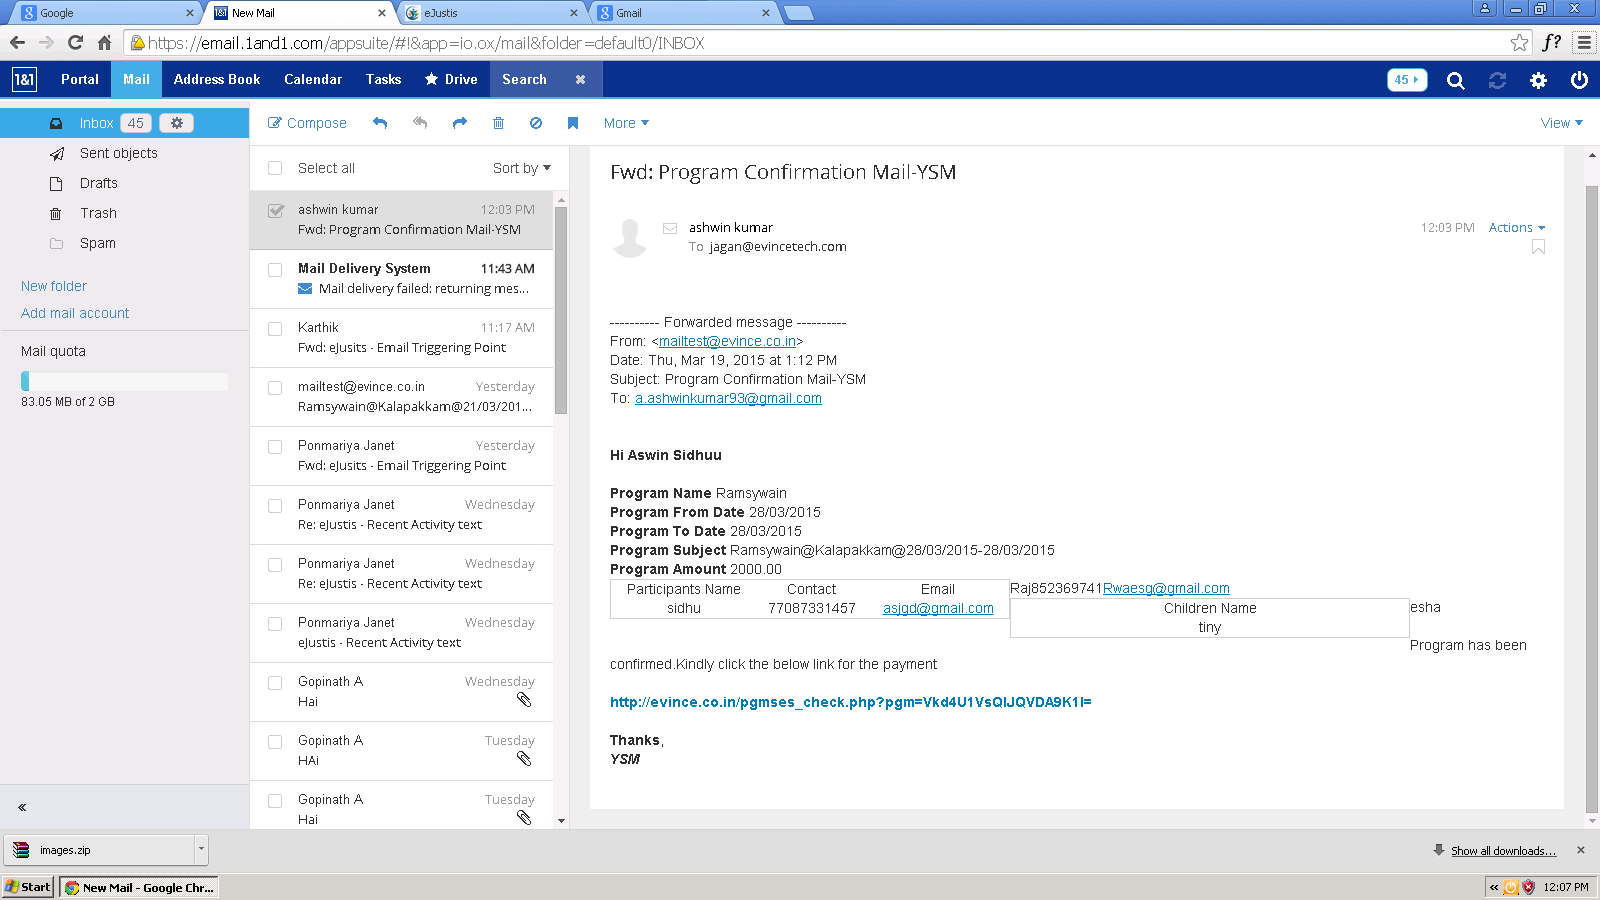 Google
New Mail
eJustis
Gmail
https://email.1and1.com/appsuite/#!&app=io.ox/mail&folder=default0/INBOX
f?
1&1
Portal
Mail
Address Book
Calendar
Tasks
Drive
Search
45
Inbox 45
Sent objects
Drafts
Trash
Spam
New folder
Add mail account
Mail quota
83.05 MB of 2 GB
«
Compose
More
View
Select all
Sort by
ashwin kumar 12:03 PM
Fwd: Program Confirmation Mail-YSM
Mail Delivery System 11:43 AM
Mail delivery failed: returning mes...
Karthik 11:17 AM
Fwd: eJusits - Email Triggering Point
mailtest@evince.co.in Yesterday
Ramsywain@Kalapakkam@21/03/201...
Ponmariya Janet Yesterday
Fwd: eJusits - Email Triggering Point
Ponmariya Janet Wednesday
Re: eJustis - Recent Activity text
Ponmariya Janet Wednesday
Re: eJustis - Recent Activity text
Ponmariya Janet Wednesday
eJustis - Recent Activity text
Gopinath A Wednesday
Hai
Gopinath A Tuesday
HAi
Gopinath A Tuesday
Hai
Fwd: Program Confirmation Mail-YSM
ashwin kumar
12:03 PM Actions
To jagan@evincetech.com
---------- Forwarded message ----------
From: <mailtest@evince.co.in>
Date: Thu, Mar 19, 2015 at 1:12 PM
Subject: Program Confirmation Mail-YSM
To: a.ashwinkumar93@gmail.com
Hi Aswin Sidhuu
Program Name Ramsywain
Program From Date 28/03/2015
Program To Date 28/03/2015
Program Subject Ramsywain@Kalapakkam@28/03/2015-28/03/2015
Program Amount 2000.00
Participants Name Contact Email Raj852369741Rwaesg@gmail.com
sidhu 77087331457 asjgd@gmail.com
Children Name esha
tiny
Program has been
confirmed.Kindly click the below link for the payment
Thanks,
YSM
images.zip
Show all downloads...
Start
New Mail - Google Chr...
«
12:07 PM